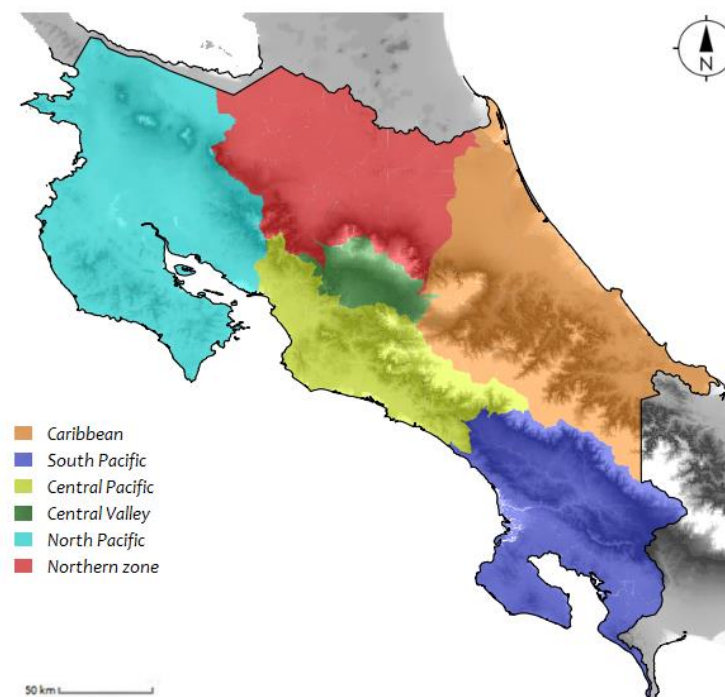 N
Caribbean
South Pacific
Central Pacific
Central Valley
North Pacific
Northern zone
50 km